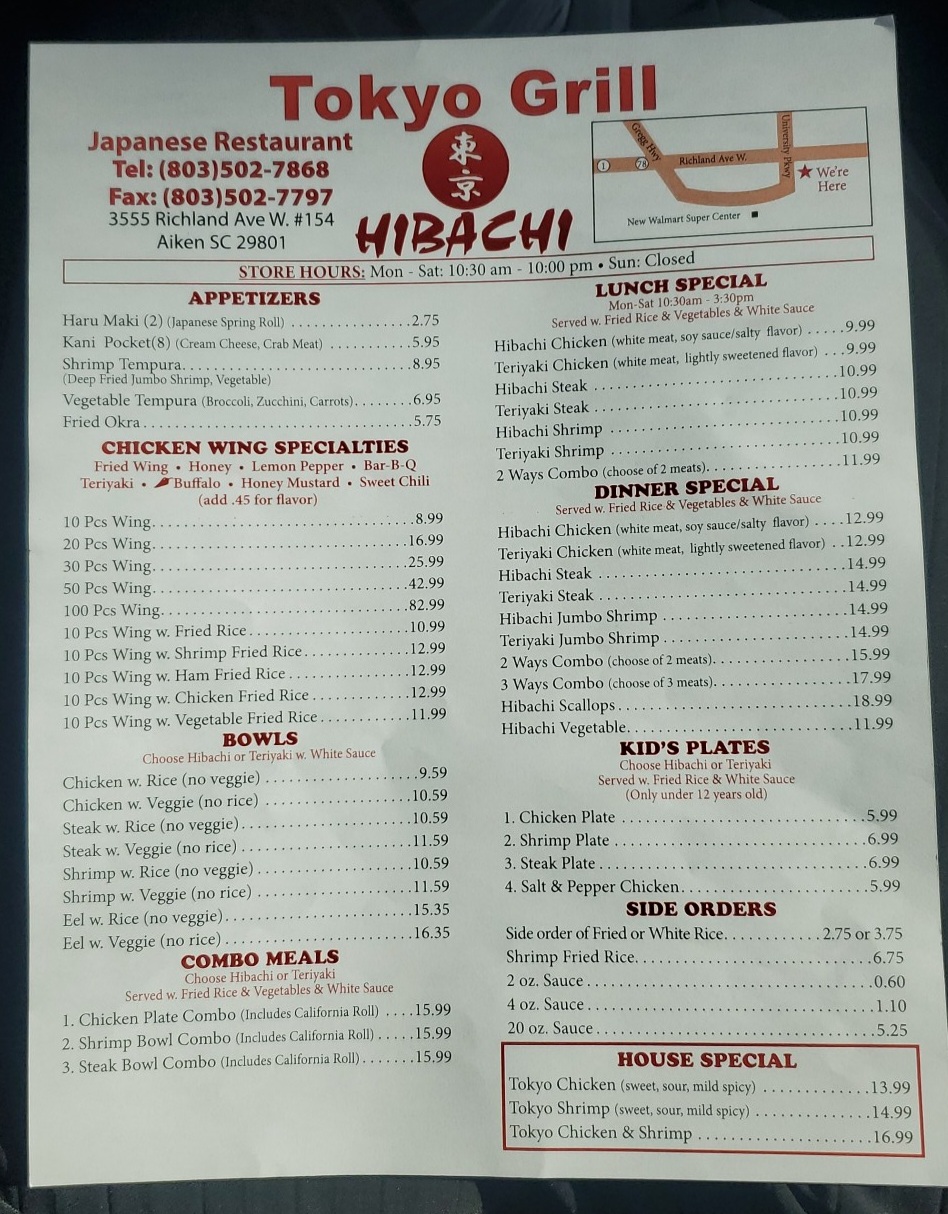 Tokyo Grill
Japanese Restaurant
Tel: (803)502-7868
Fax: (803)502-7797
3555 Richland Ave W. #154
Aiken SC 29801
東
京
HIBACHI
Gregg Hwy
University Pkwy
1
78
Richland Ave W.
★ We're
Here
New Walmart Super Center ■
STORE HOURS: Mon - Sat: 10:30 am - 10:00 pm • Sun: Closed
APPETIZERS
Haru Maki (2) (Japanese Spring Roll) ................2.75
Kani Pocket(8) (Cream Cheese, Crab Meat) ...........5.95
Shrimp Tempura................................8.95
(Deep Fried Jumbo Shrimp, Vegetable)
Vegetable Tempura (Broccoli, Zucchini, Carrots)........6.95
Fried Okra.....................................5.75
CHICKEN WING SPECIALTIES
Fried Wing • Honey • Lemon Pepper • Bar-B-Q
Teriyaki • Buffalo • Honey Mustard • Sweet Chili
(add .45 for flavor)
10 Pcs Wing....................................8.99
20 Pcs Wing...................................16.99
30 Pcs Wing...................................25.99
50 Pcs Wing...................................42.99
100 Pcs Wing..................................82.99
10 Pcs Wing w. Fried Rice......................10.99
10 Pcs Wing w. Shrimp Fried Rice...............12.99
10 Pcs Wing w. Ham Fried Rice.................12.99
10 Pcs Wing w. Chicken Fried Rice..............12.99
10 Pcs Wing w. Vegetable Fried Rice.............11.99
BOWLS
Choose Hibachi or Teriyaki w. White Sauce
Chicken w. Rice (no veggie) .....................9.59
Chicken w. Veggie (no rice) .....................10.59
Steak w. Rice (no veggie)........................10.59
Steak w. Veggie (no rice) ........................11.59
Shrimp w. Rice (no veggie) ......................10.59
Shrimp w. Veggie (no rice) ......................11.59
Eel w. Rice (no veggie)..........................15.35
Eel w. Veggie (no rice) ..........................16.35
COMBO MEALS
Choose Hibachi or Teriyaki
Served w. Fried Rice & Vegetables & White Sauce
1. Chicken Plate Combo (Includes California Roll) ....15.99
2. Shrimp Bowl Combo (Includes California Roll) .....15.99
3. Steak Bowl Combo (Includes California Roll).......15.99
LUNCH SPECIAL
Mon-Sat 10:30am - 3:30pm
Served w. Fried Rice & Vegetables & White Sauce
Hibachi Chicken (white meat, soy sauce/salty flavor) .....9.99
Teriyaki Chicken (white meat, lightly sweetened flavor) ...9.99
Hibachi Steak ................................10.99
Teriyaki Steak ................................10.99
Hibachi Shrimp ..............................10.99
Teriyaki Shrimp ..............................10.99
2 Ways Combo (choose of 2 meats)..................11.99
DINNER SPECIAL
Served w. Fried Rice & Vegetables & White Sauce
Hibachi Chicken (white meat, soy sauce/salty flavor) ....12.99
Teriyaki Chicken (white meat, lightly sweetened flavor) ..12.99
Hibachi Steak ................................14.99
Teriyaki Steak ................................14.99
Hibachi Jumbo Shrimp ........................14.99
Teriyaki Jumbo Shrimp ........................14.99
2 Ways Combo (choose of 2 meats)..................15.99
3 Ways Combo (choose of 3 meats)..................17.99
Hibachi Scallops..............................18.99
Hibachi Vegetable.............................11.99
KID'S PLATES
Choose Hibachi or Teriyaki
Served w. Fried Rice & White Sauce
(Only under 12 years old)
1. Chicken Plate ...............................5.99
2. Shrimp Plate ................................6.99
3. Steak Plate..................................6.99
4. Salt & Pepper Chicken........................5.99
SIDE ORDERS
Side order of Fried or White Rice............2.75 or 3.75
Shrimp Fried Rice..............................6.75
2 oz. Sauce ....................................0.60
4 oz. Sauce ....................................1.10
20 oz. Sauce...................................5.25
HOUSE SPECIAL
Tokyo Chicken (sweet, sour, mild spicy) .............13.99
Tokyo Shrimp (sweet, sour, mild spicy) ..............14.99
Tokyo Chicken & Shrimp ......................16.99